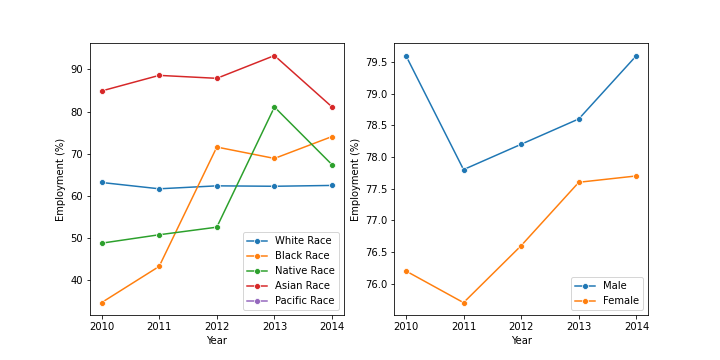 Employment (%)
90
80
70
60
50
40
White Race
Black Race
Native Race
Asian Race
Pacific Race
2010 2011 2012 2013 2014
Year
Employment (%)
79.5
79.0
78.5
78.0
77.5
77.0
76.5
76.0
Male
Female
2010 2011 2012 2013 2014
Year